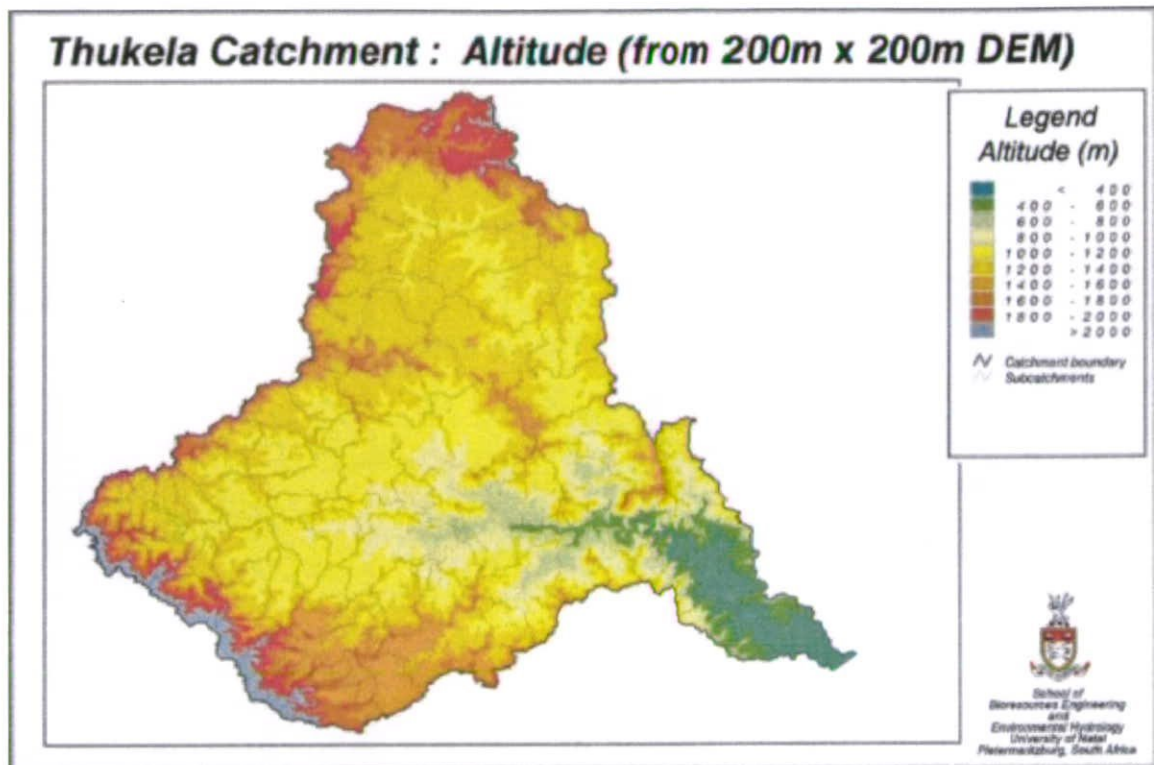 Thukela Catchment : Altitude (from 200m x 200m DEM)
Legend
Altitude (m)
< 400
400 - 600
600 - 800
800 - 1000
1000 - 1200
1200 - 1400
1400 - 1600
1600 - 1800
1800 - 2000
>2000
Catchment boundary
Subcatchments
School of
Bioresources Engineering
and
Environmental Hydrology
University of Natal
Pietermaritzburg, South Africa